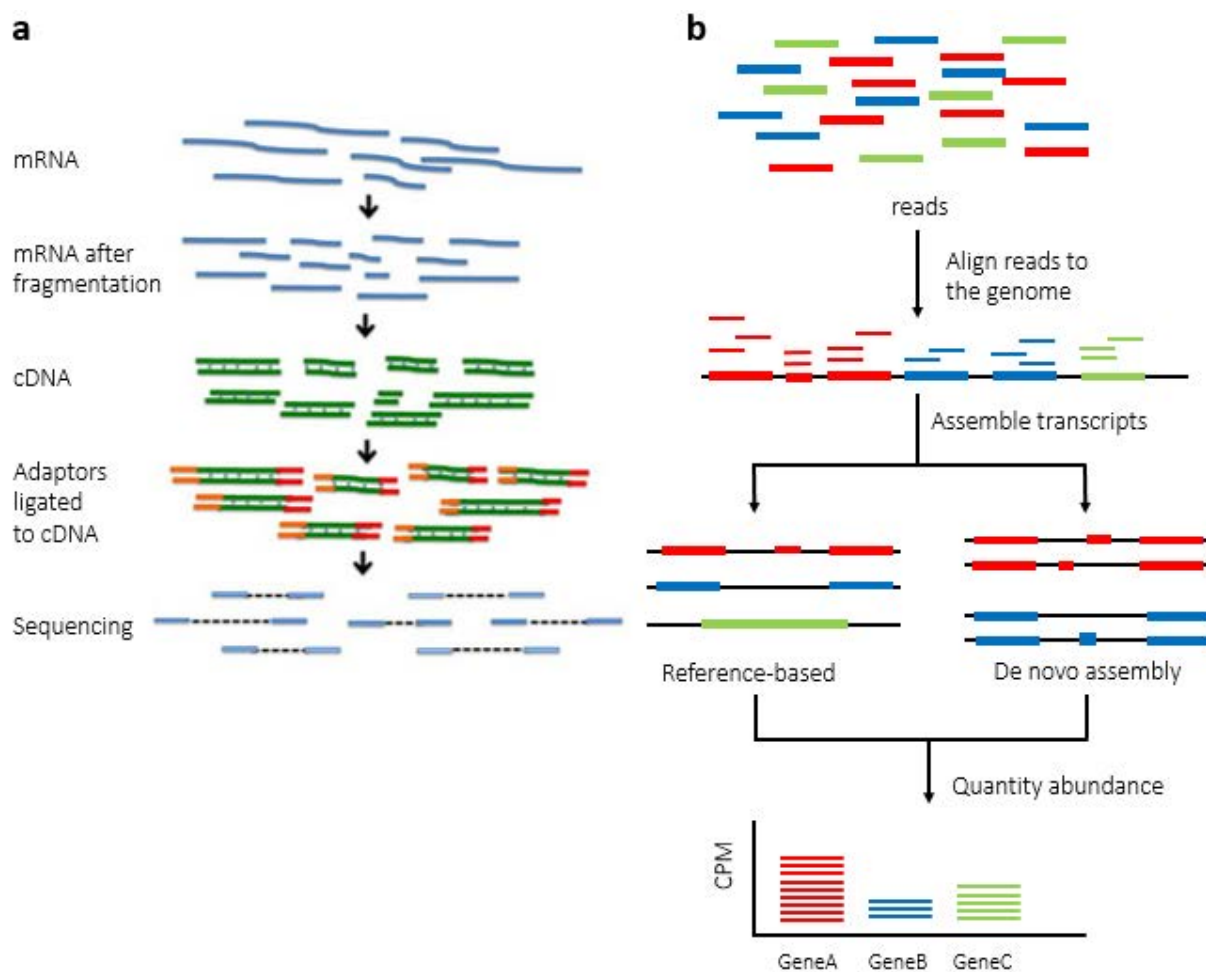 a
mRNA
mRNA after
fragmentation
cDNA
Adaptors
ligated
to cDNA
Sequencing
b
reads
Align reads to
the genome
Assemble transcripts
Reference-based
De novo assembly
Quantity abundance
CPM
GeneA
GeneB
GeneC